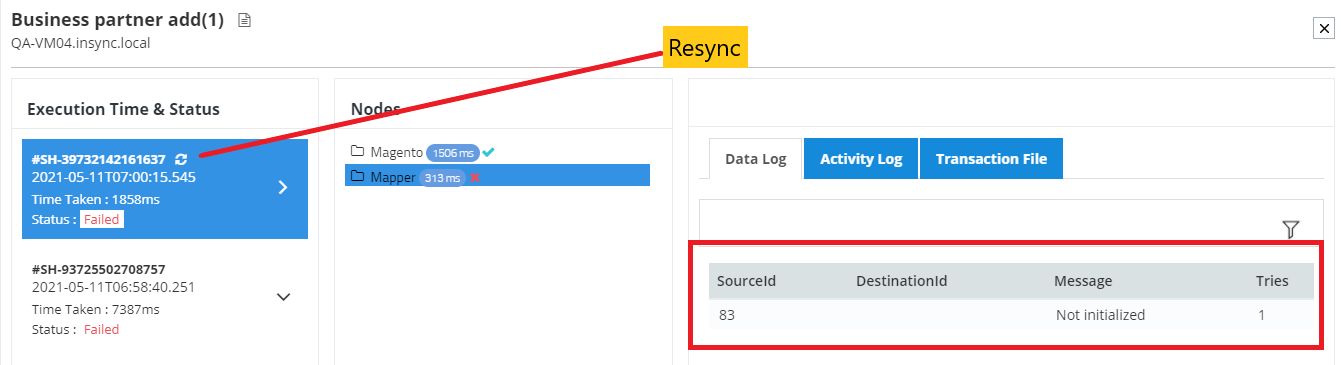 Business partner add(1)
QA-VM04.insync.local
Resync
Execution Time & Status
#SH-39732142161637
2021-05-11T07:00:15.545
Time Taken : 1858ms
Status : Failed
#SH-93725502708757
2021-05-11T06:58:40.251
Time Taken : 7387ms
Status : Failed
Nodes
Magento 1506 ms
Mapper 313 ms
Data Log Activity Log Transaction File
SourceId DestinationId Message Tries
83 Not initialized 1